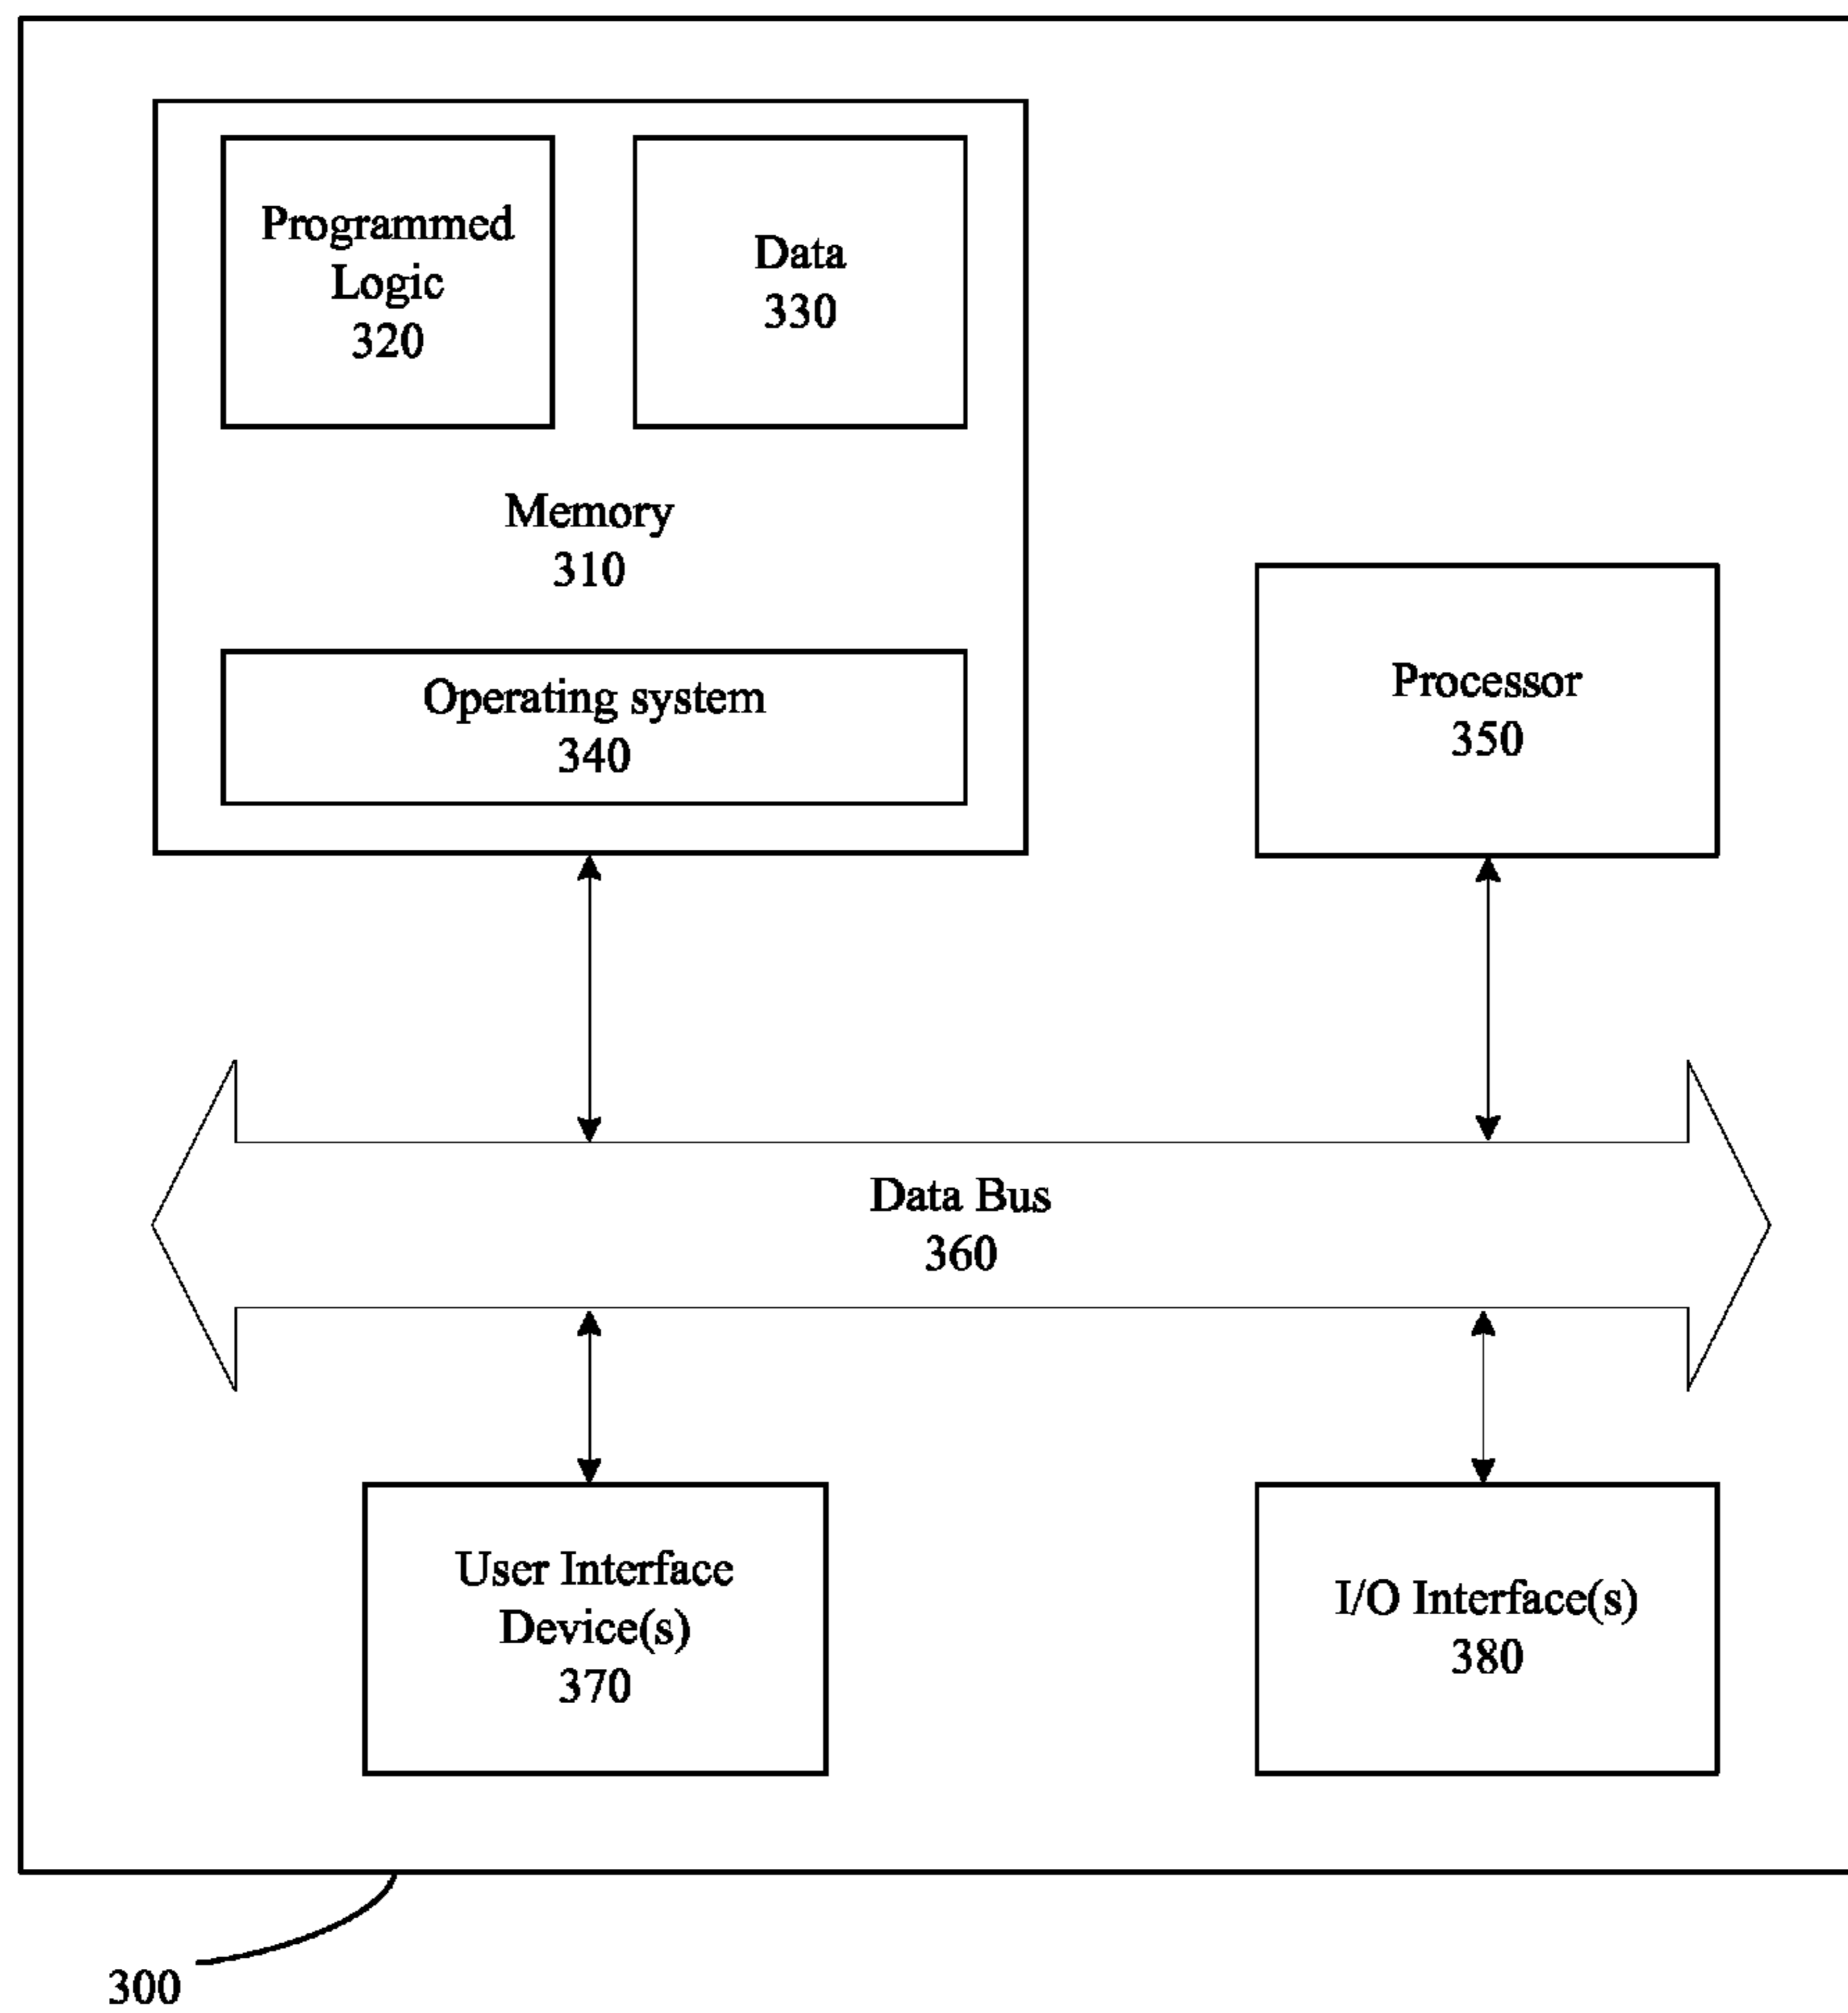 Programmed
Logic
320
Data
330
Memory
310
Operating system
340
Processor
350
Data Bus
360
User Interface
Device(s)
370
I/O Interface(s)
380
300